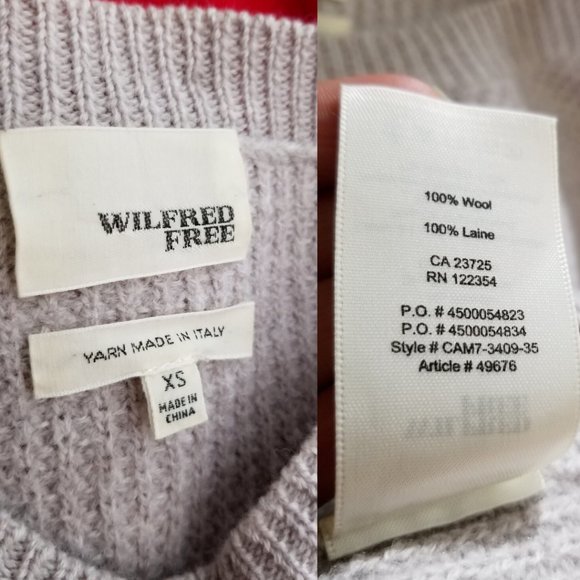 WILFRED
FREE
YARN MADE IN ITALY
XS
MADE IN
CHINA
100% Wool
100% Laine
CA 23725
RN 122354
P.O. # 4500054823
P.O. # 4500054834
Style # CAM7-3409-35
Article # 49676